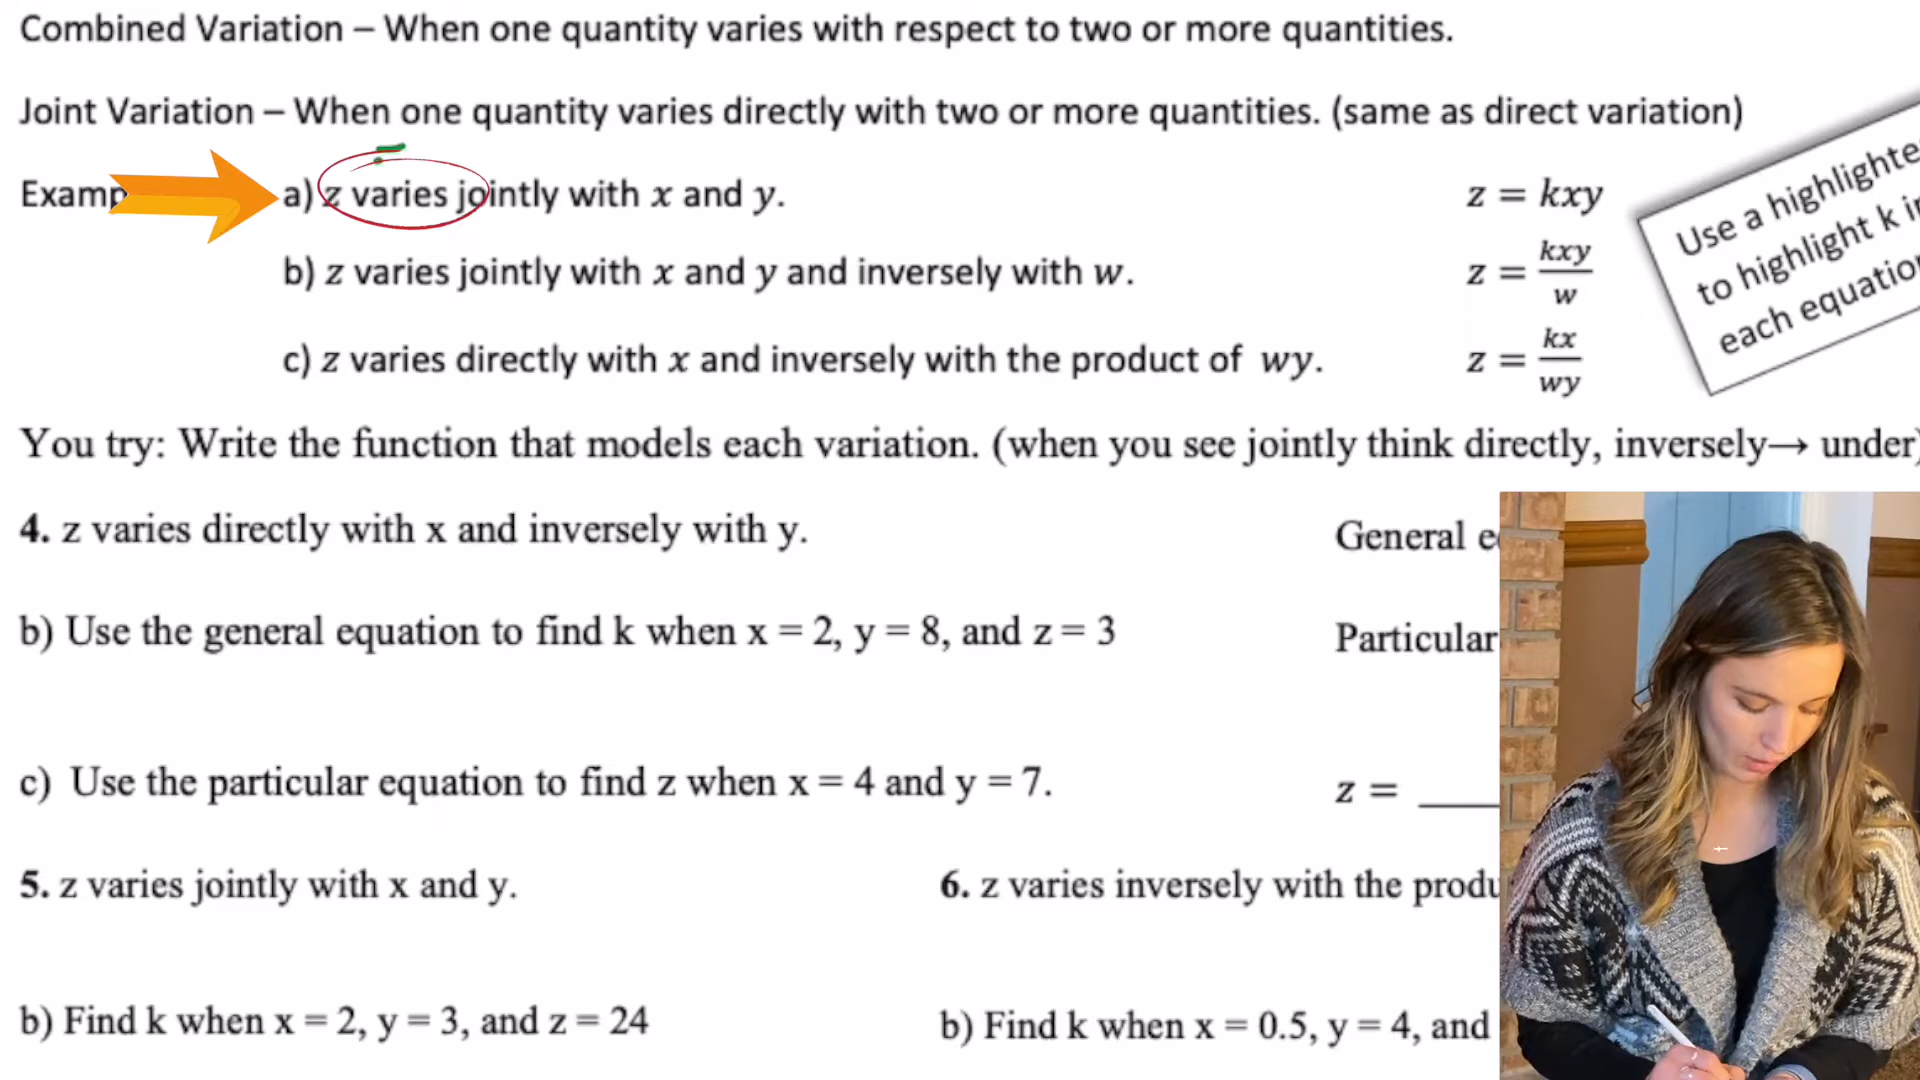 Combined Variation – When one quantity varies with respect to two or more quantities.
Joint Variation – When one quantity varies directly with two or more quantities. (same as direct variation)
a) z varies jointly with x and y.
z = kxy
b) z varies jointly with x and y and inversely with w.
z = kxy/w
c) z varies directly with x and inversely with the product of wy.
z = kx/wy
Use a
to highlight k
each
You try: Write the function that models each variation. (when you see jointly think directly, inversely→ under)
4. z varies directly with x and inversely with y.
General
b) Use the general equation to find k when x = 2, y = 8, and z = 3
Particular
c) Use the particular equation to find z when x = 4 and y = 7.
z = ____
5. z varies jointly with x and y.
6. z varies inversely with the
b) Find k when x = 2, y = 3, and z = 24
b) Find k when x = 0.5, y = 4, and